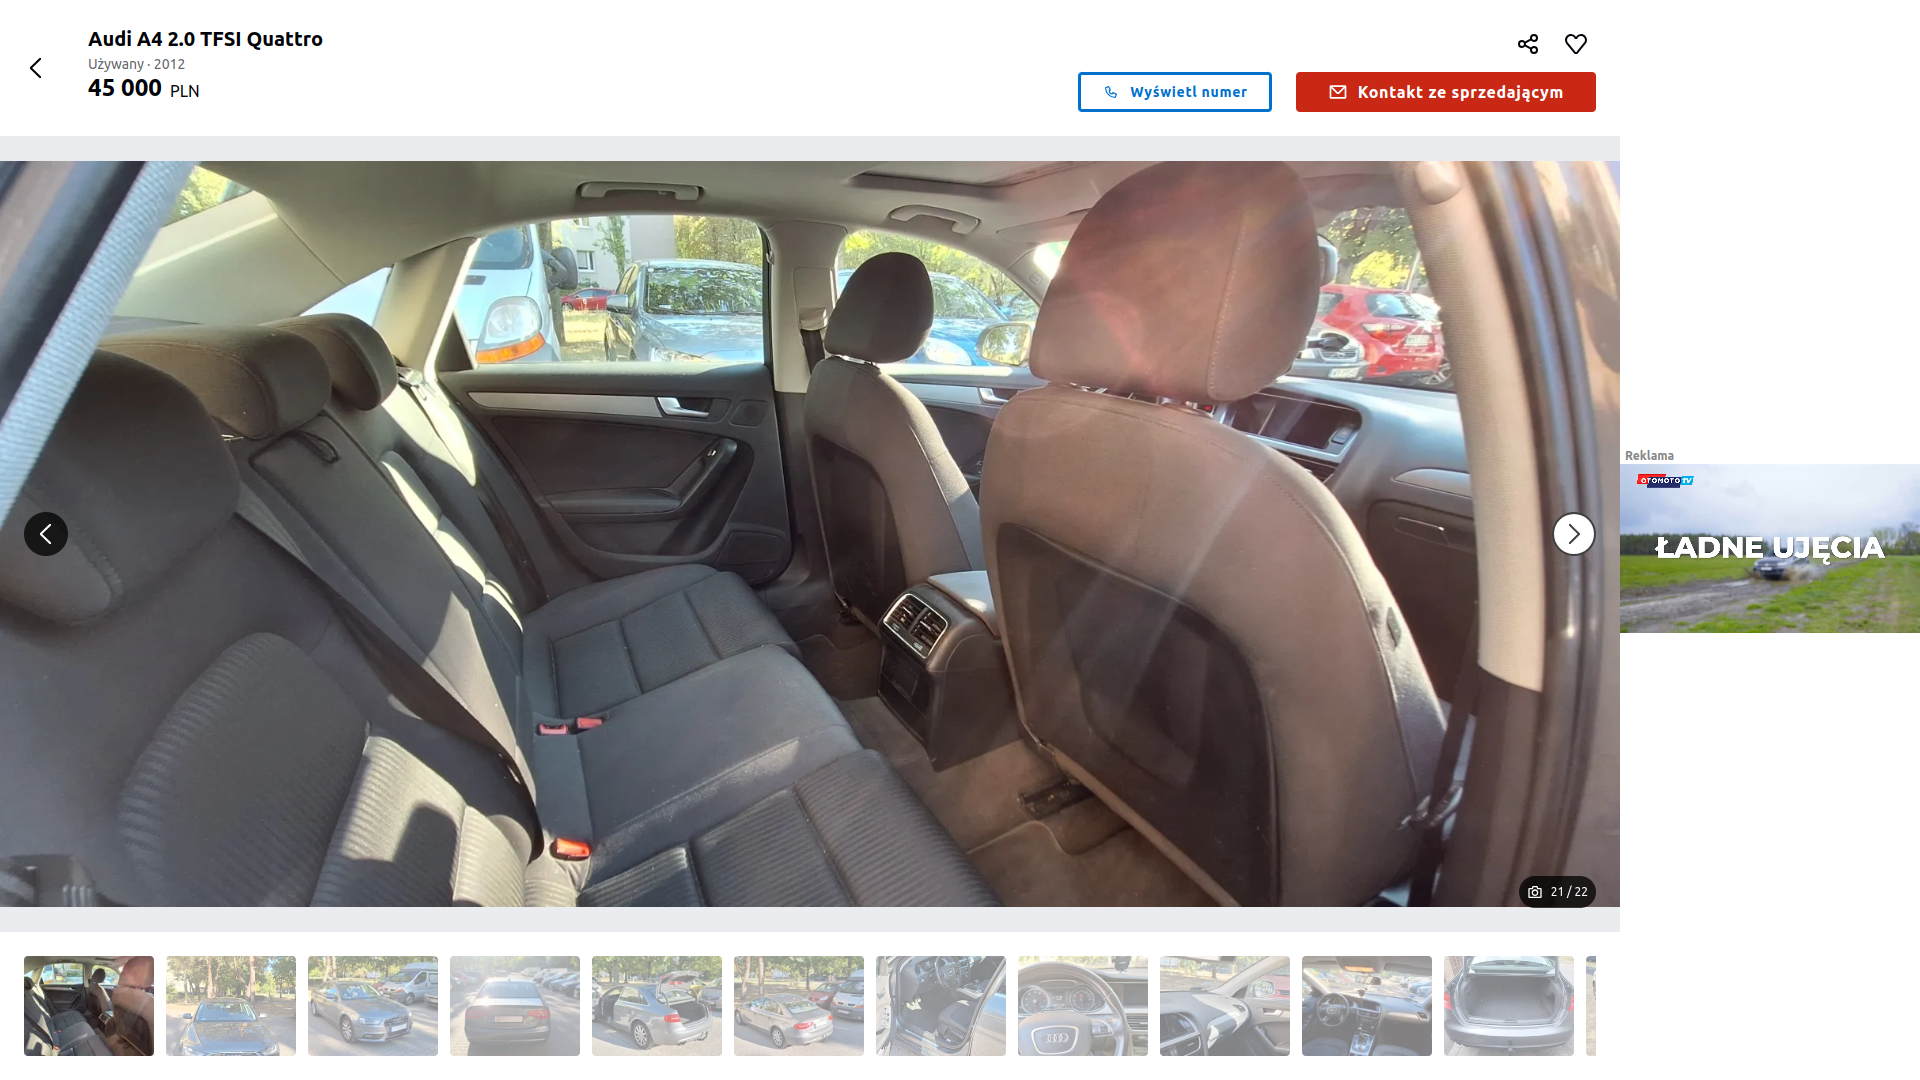 Audi A4 2.0 TFSI Quattro
Używany · 2012
45 000 PLN
Wyświetl numer
Kontakt ze sprzedającym
Reklama
OTOMOTO TV
ŁADNE UJĘCIA
21 / 22